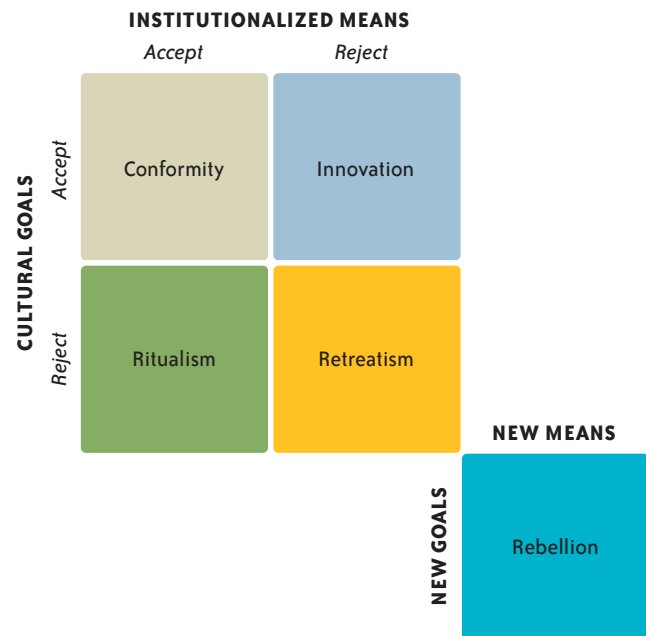 INSTITUTIONALIZED MEANS
Accept
Reject
CULTURAL GOALS
Accept
Conformity
Innovation
Reject
Ritualism
Retreatism
NEW MEANS
NEW GOALS
Rebellion